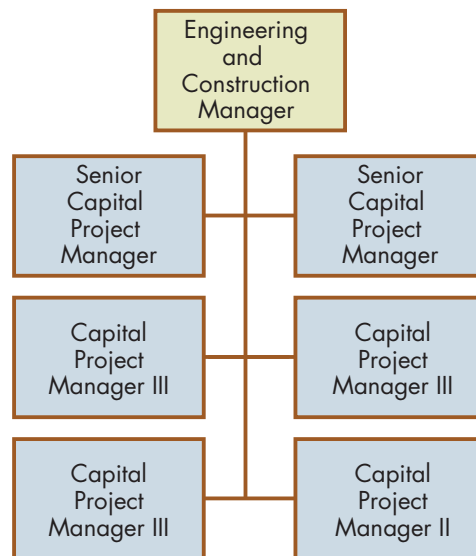 Engineering
and
Construction
Manager
Senior
Capital
Project
Manager
Senior
Capital
Project
Manager
Capital
Project
Manager III
Capital
Project
Manager III
Capital
Project
Manager III
Capital
Project
Manager II